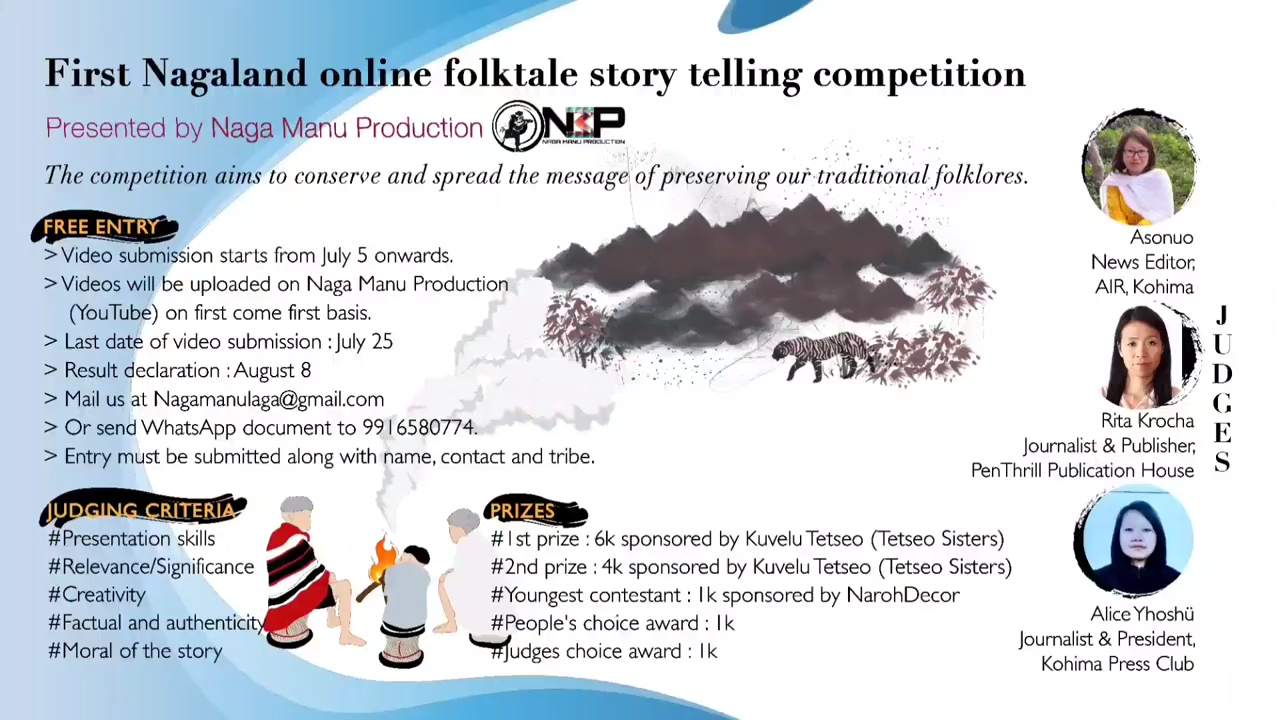 First Nagaland online folktale story telling competition
Presented by Naga Manu Production
NMP
NAGA MANU PRODUCTION
The competition aims to conserve and spread the message of preserving our traditional folklores.
FREE ENTRY
> Video submission starts from July 5 onwards.
> Videos will be uploaded on Naga Manu Production
(YouTube) on first come first basis.
> Last date of video submission : July 25
> Result declaration : August 8
> Mail us at Nagamanulaga@gmail.com
> Or send WhatsApp document to 9916580774.
> Entry must be submitted along with name, contact and tribe.
JUDGING CRITERIA
#Presentation skills
#Relevance/Significance
#Creativity
#Factual and authenticity
#Moral of the story
PRIZES
#1st prize : 6k sponsored by Kuvelu Tetseo (Tetseo Sisters)
#2nd prize : 4k sponsored by Kuvelu Tetseo (Tetseo Sisters)
#Youngest contestant : 1k sponsored by NarohDecor
#People's choice award : 1k
#Judges choice award : 1k
JUDGES
Asonuo
News Editor,
AIR, Kohima
Rita Krocha
Journalist & Publisher,
PenThrill Publication House
Alice Yhoshü
Journalist & President,
Kohima Press Club